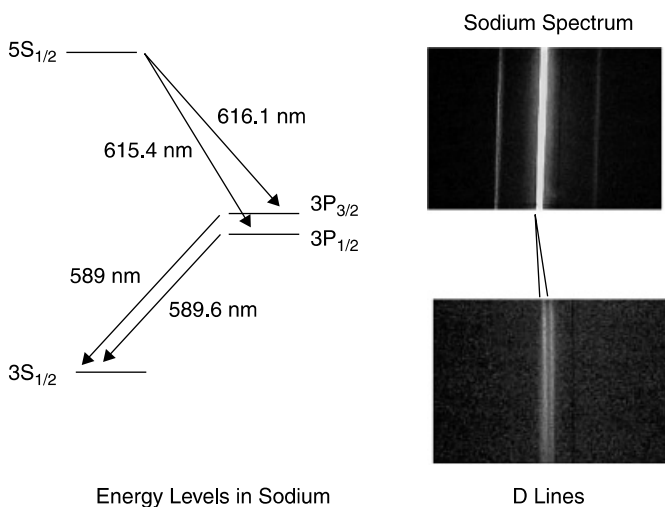 Sodium Spectrum
5S1/2
616.1 nm
615.4 nm
3P3/2
3P1/2
589 nm
589.6 nm
3S1/2
Energy Levels in Sodium
D Lines